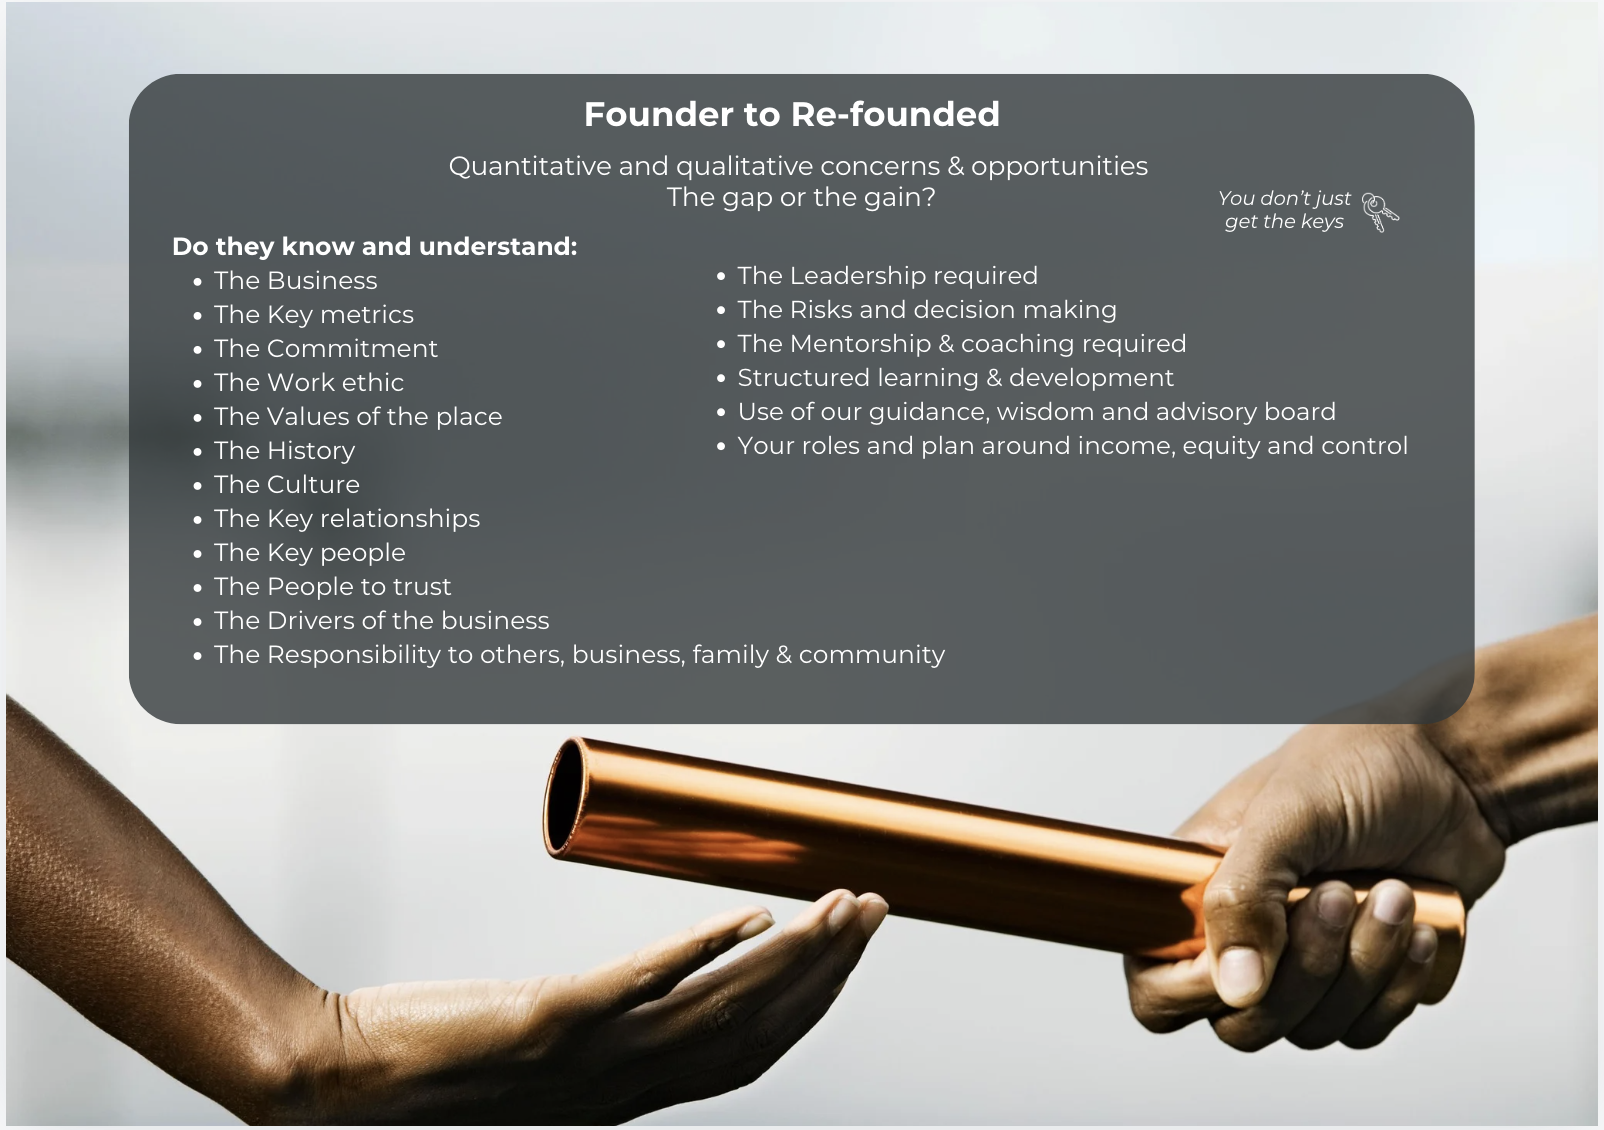 Founder to Re-founded
Quantitative and qualitative concerns & opportunities
The gap or the gain?
You don’t just
get the keys
Do they know and understand:
• The Business
• The Key metrics
• The Commitment
• The Work ethic
• The Values of the place
• The History
• The Culture
• The Key relationships
• The Key people
• The People to trust
• The Drivers of the business
• The Responsibility to others, business, family & community
• The Leadership required
• The Risks and decision making
• The Mentorship & coaching required
• Structured learning & development
• Use of our guidance, wisdom and advisory board
• Your roles and plan around income, equity and control